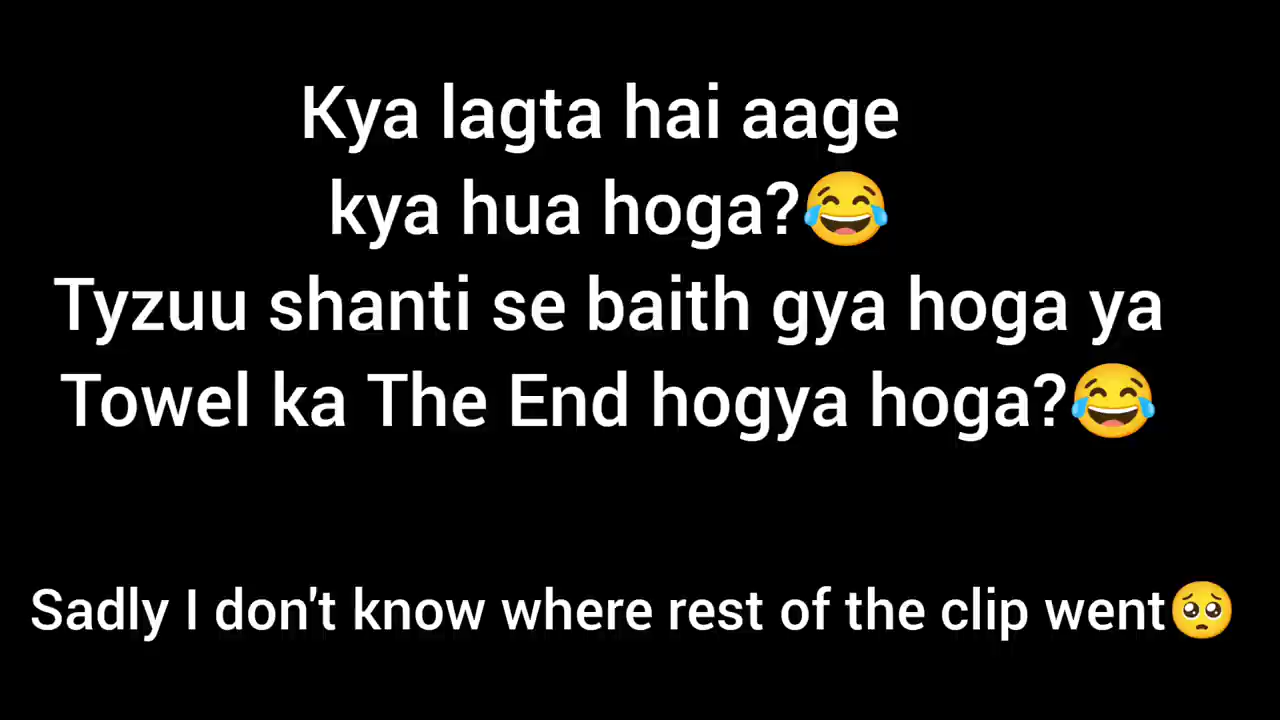 Kya lagta hai aage
kya hua hoga?😂
Tyzuu shanti se baith gya hoga ya
Towel ka The End hogya hoga?😂
Sadly I don't know where rest of the clip went🥺